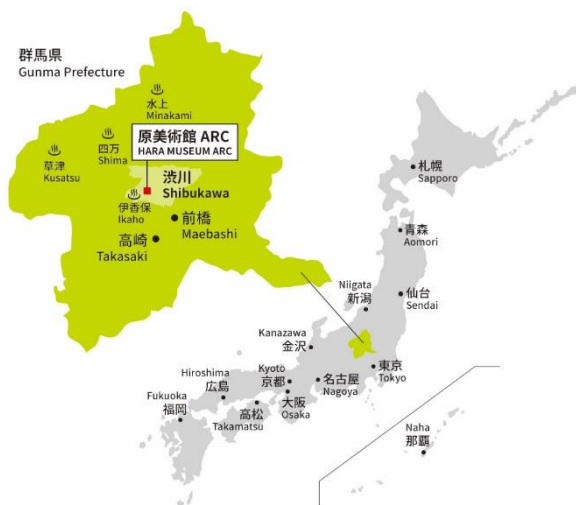 群馬県
Gunma Prefecture
水上
Minakami
四万
Shima
草津
Kusatsu
原美術館 ARC
HARA MUSEUM ARC
渋川
Shibukawa
伊香保
Ikaho
前橋
Maebashi
高崎
Takasaki
札幌
Sapporo
青森
Aomori
仙台
Sendai
Niigata
新潟
Kanazawa
金沢
東京
Tokyo
名古屋
Nagoya
Kyoto
京都
大阪
Osaka
Hiroshima
広島
高松
Takamatsu
Fukuoka
福岡
Naha
那覇